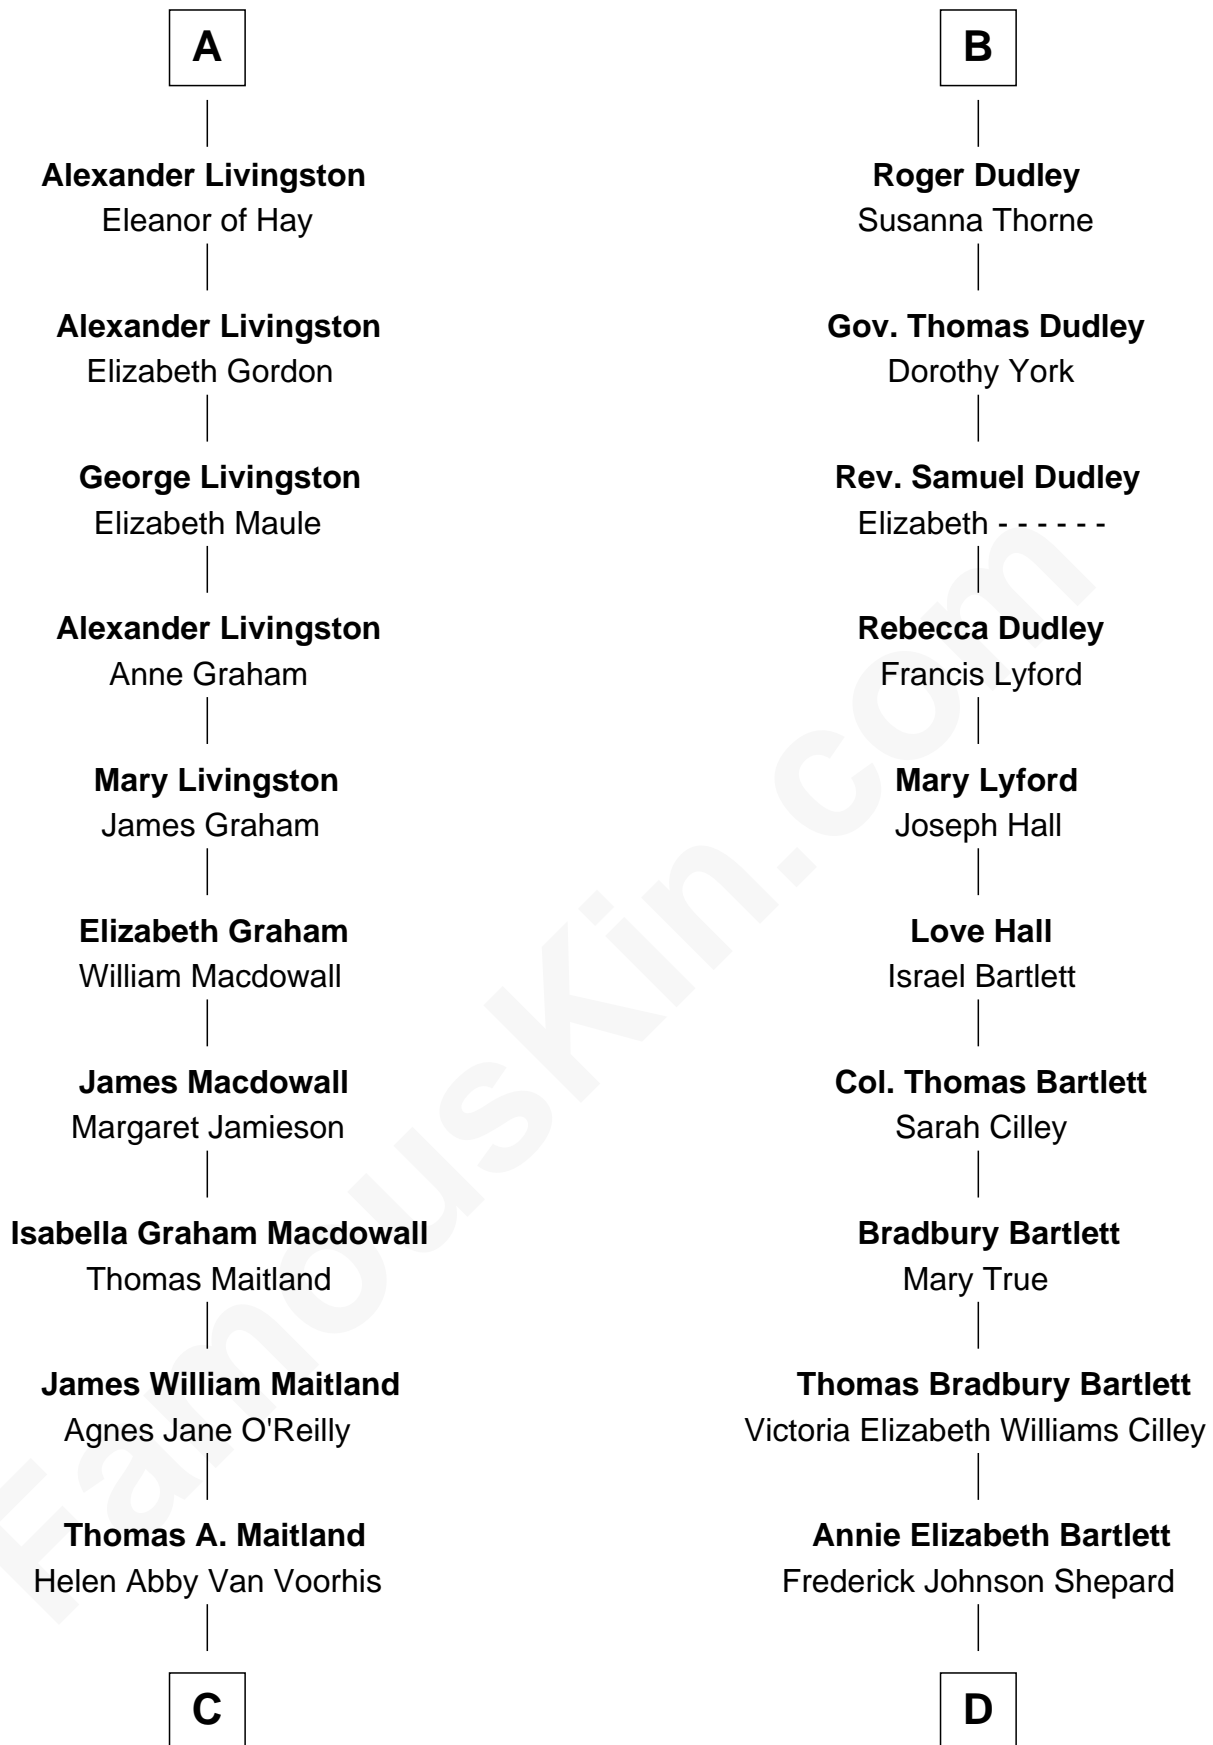 A
Alexander Livingston
Eleanor of Hay
Alexander Livingston
Elizabeth Gordon
George Livingston
Elizabeth Maule
Alexander Livingston
Anne Graham
Mary Livingston
James Graham
Elizabeth Graham
William Macdowall
James Macdowall
Margaret Jamieson
Isabella Graham Macdowall
Thomas Maitland
James William Maitland
Agnes Jane O'Reilly
Thomas A. Maitland
Helen Abby Van Voorhis
C
B
Roger Dudley
Susanna Thorne
Gov. Thomas Dudley
Dorothy York
Rev. Samuel Dudley
Elizabeth - - - - - -
Rebecca Dudley
Francis Lyford
Mary Lyford
Joseph Hall
Love Hall
Israel Bartlett
Col. Thomas Bartlett
Sarah Cilley
Bradbury Bartlett
Mary True
Thomas Bradbury Bartlett
Victoria Elizabeth Williams Cilley
Annie Elizabeth Bartlett
Frederick Johnson Shepard
D
FamousKin.com